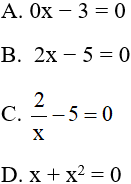 A. 0x − 3 = 0
B. 2x − 5 = 0
C. 2/x − 5 = 0
D. x + x² = 0